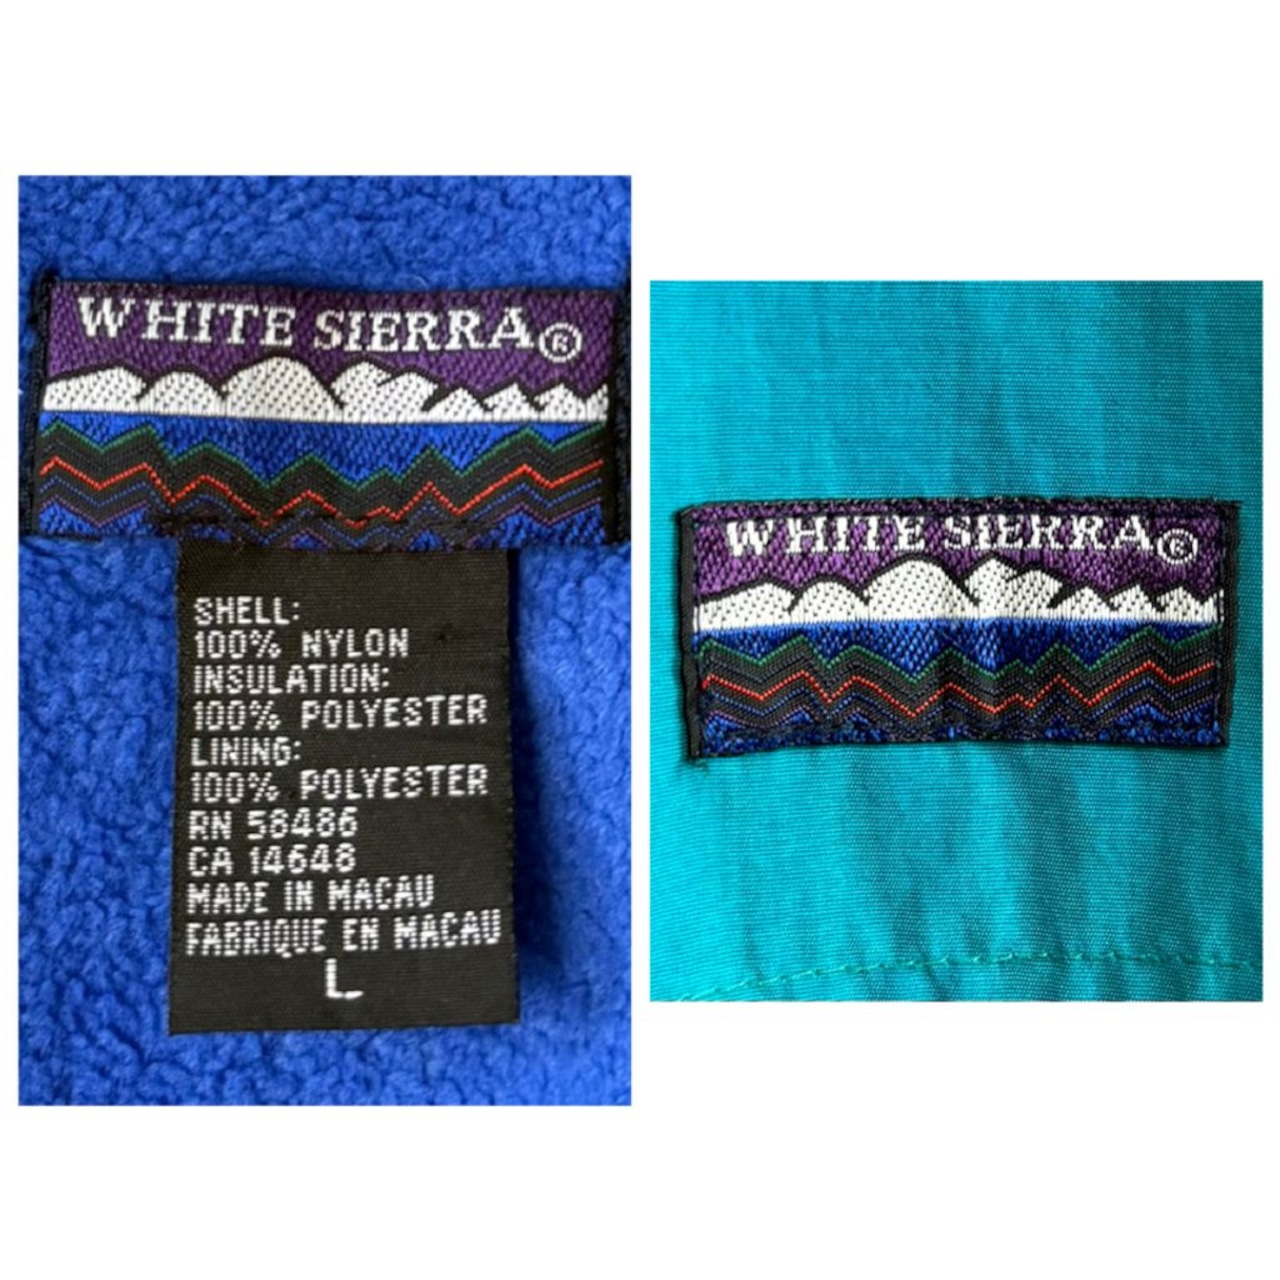 WHITE SIERRA®
SHELL:
100% NYLON
INSULATION:
100% POLYESTER
LINING:
100% POLYESTER
RN 58486
CA 14648
MADE IN MACAU
FABRIQUE EN MACAU
L
WHITE SIERRA®